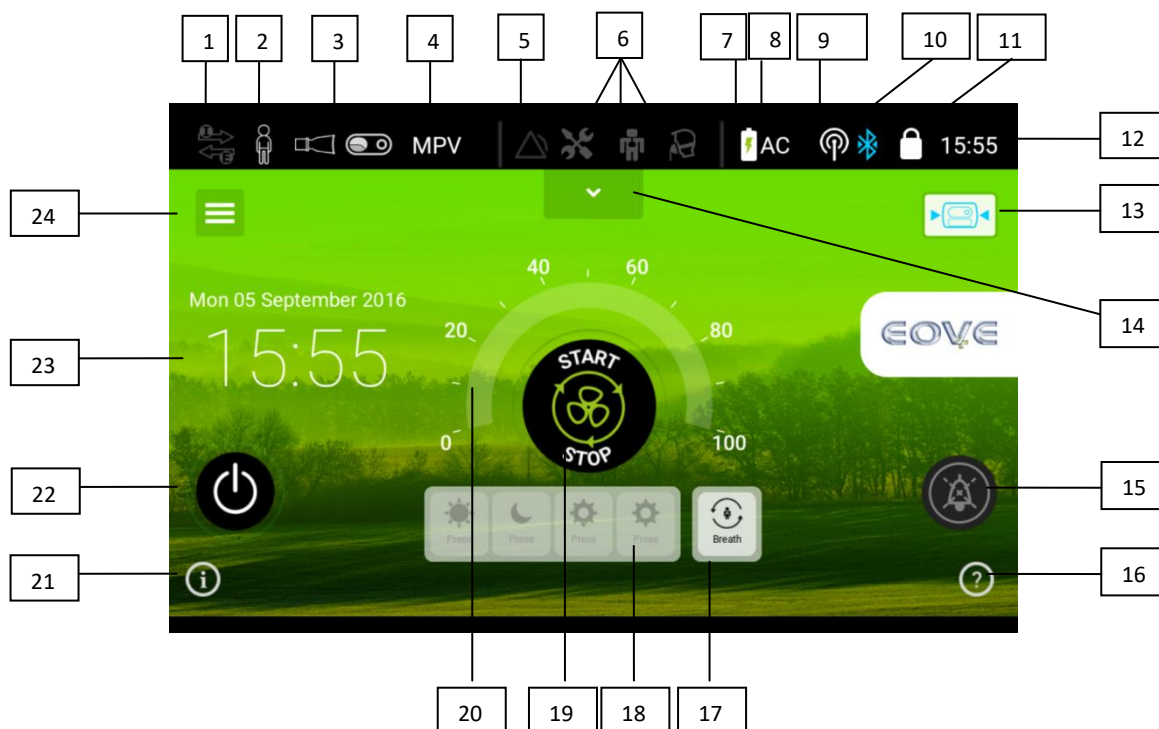 1 2 3 4 5 6 7 8 9 10 11
I
E
MPV AC 15:55
12
24
13
40 60
Mon 05 September 2016
15:55
20 80
EOVE
14
23
START
STOP
0 100
22
15
Prese Prese Prese Prese Breath
21
i
?
16
20 19 18 17